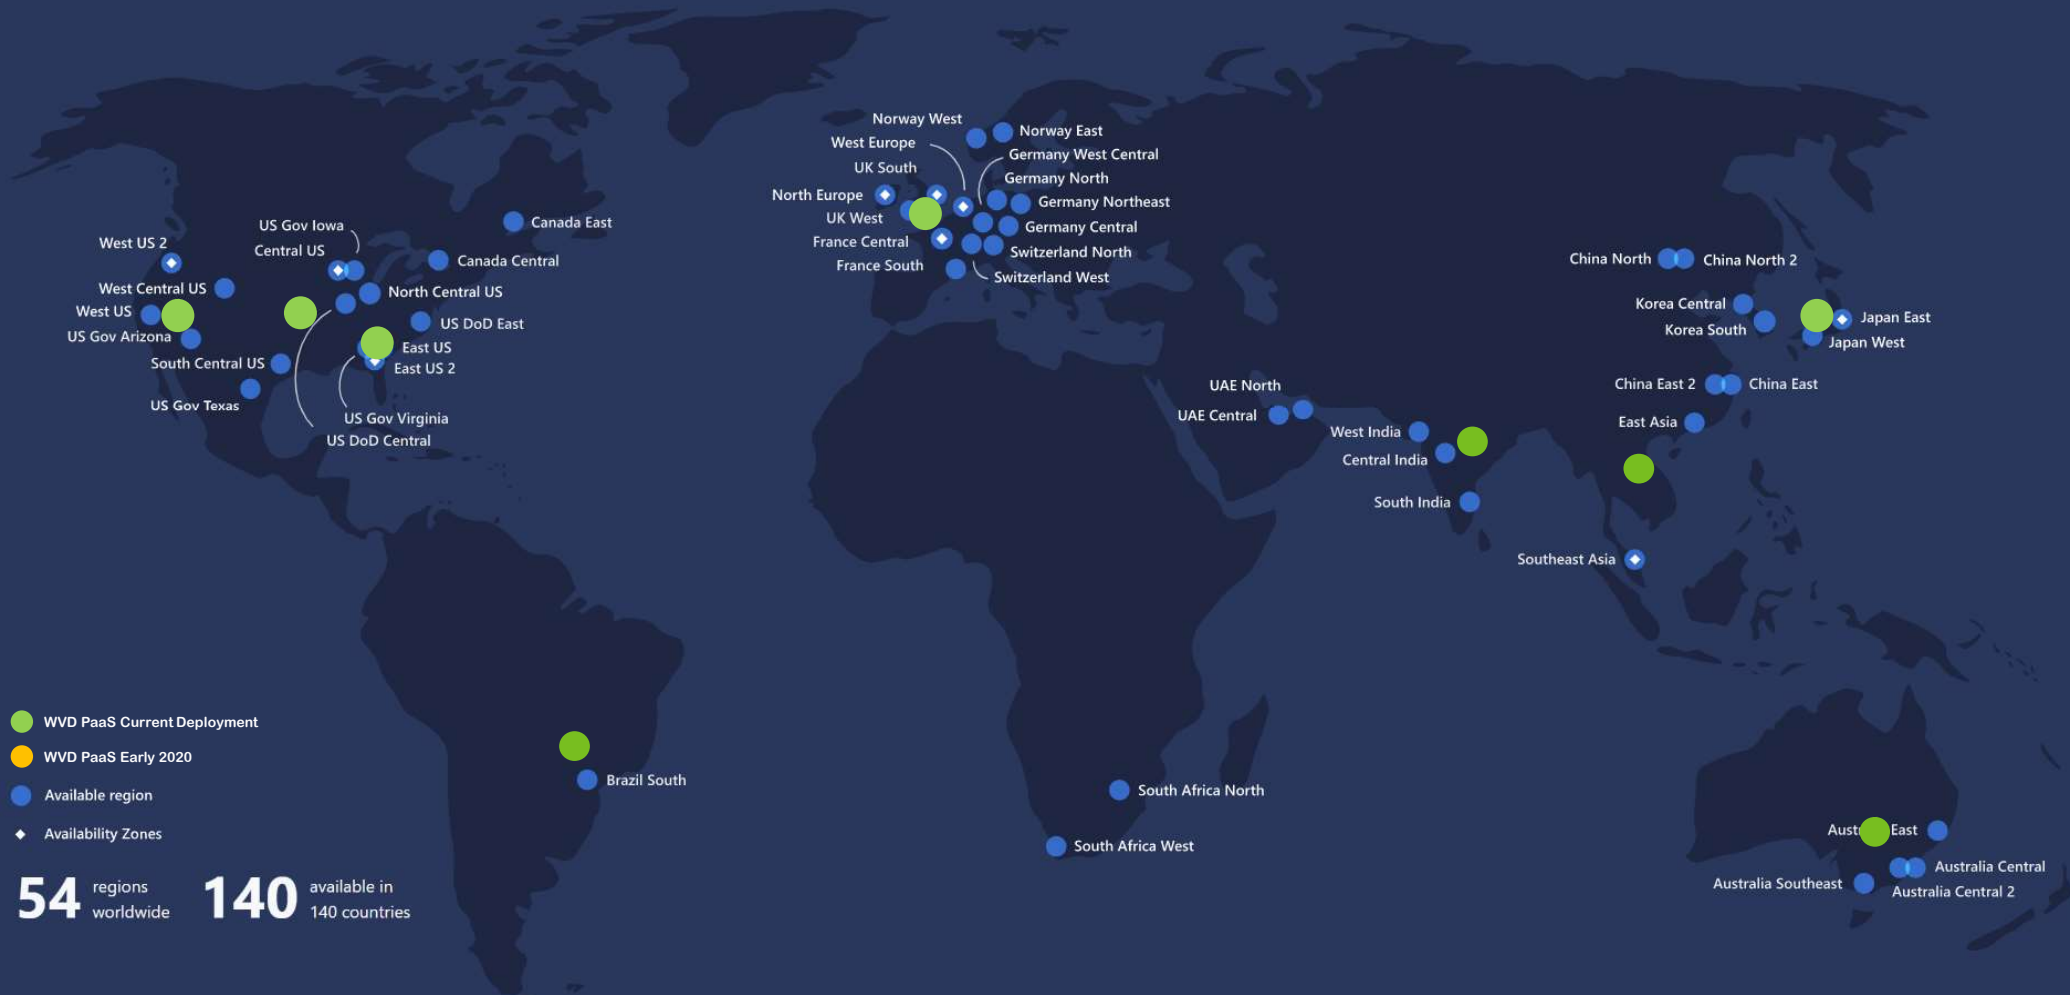 Norway West
Norway East
West Europe
Germany West Central
UK South
Germany North
North Europe
Germany Northeast
UK West
Germany Central
France Central
Switzerland North
France South
Switzerland West
US Gov Iowa
Canada East
West US 2
Central US
Canada Central
West Central US
North Central US
West US
US DoD East
US Gov Arizona
East US
South Central US
East US 2
US Gov Texas
US Gov Virginia
US DoD Central
China North
China North 2
Korea Central
Japan East
Korea South
Japan West
China East 2
China East
UAE North
UAE Central
East Asia
West India
Central India
South India
Southeast Asia
Brazil South
South Africa North
South Africa West
East
Australia Central
Australia Southeast
Australia Central 2
WVD PaaS Current Deployment
WVD PaaS Early 2020
Available region
Availability Zones
54 regions
worldwide
140 available in
140 countries